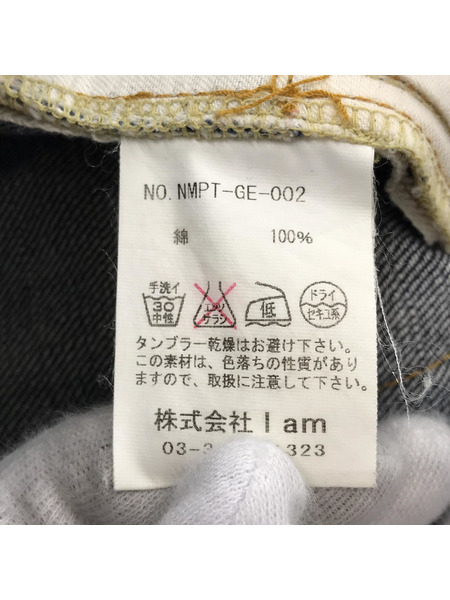 NO.NMPT-GE-002
綿 100%
手洗イ 30 中性 エンソ サラシ 低 ドライ セキユ系
タンブラー乾燥はお避け下さい。
この素材は、色落ちの性質があり
ますので、取扱に注意して下さい。
株式会社 I am
03-3 323